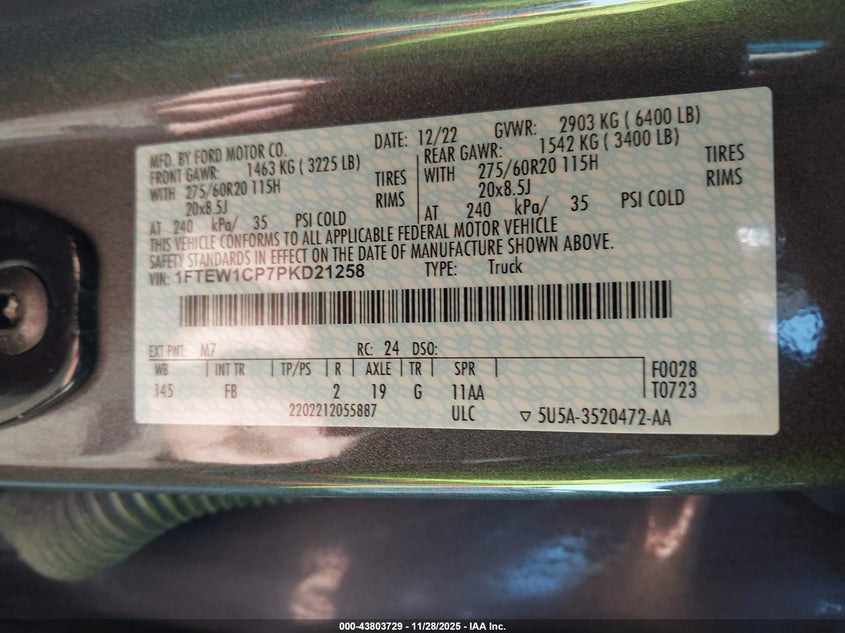 MFD. BY FORD MOTOR CO. DATE: 12/22 GVWR: 2903 KG ( 6400 LB)
FRONT GAWR: 1463 KG ( 3225 LB) REAR GAWR: 1542 KG ( 3400 LB)
WITH 275/60R20 115H TIRES WITH 275/60R20 115H TIRES
20x8.5J RIMS 20x8.5J RIMS
AT 240 kPa/ 35 PSI COLD AT 240 kPa/ 35 PSI COLD
THIS VEHICLE CONFORMS TO ALL APPLICABLE FEDERAL MOTOR VEHICLE
SAFETY STANDARDS IN EFFECT ON THE DATE OF MANUFACTURE SHOWN ABOVE.
VIN: 1FTEW1CP7PKD21258 TYPE: Truck
EXT PNT: M7 RC: 24 DSO:
WB INT TR TP/PS R AXLE TR SPR F0028
145 FB 2 19 G 11AA T0723
2202212055887 ULC ▽ 5U5A-3520472-AA
000-43803729 - 11/28/2025 - IAA Inc.